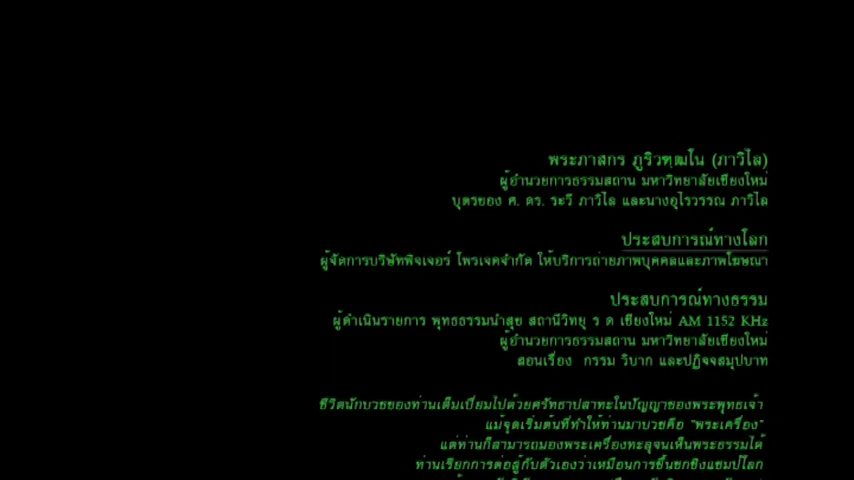 พระภาสกร ภูริวฑฺฒโน (ภาวิไล)
ผู้อำนวยการธรรมสถาน มหาวิทยาลัยเชียงใหม่
บุตรของ ศ. ดร. ระวี ภาวิไล และนางอุไรวรรณ ภาวิไล
ประสบการณ์ทางโลก
ผู้จัดการบริษัทพิจเจอร์ ไพรเจคจำกัด ให้บริการถ่ายภาพบุคคลและภาพโฆษณา
ประสบการณ์ทางธรรม
ผู้ดำเนินรายการ พุทธธรรมนำสุข สถานีวิทยุ ร ด เชียงใหม่ AM 1152 KHz
ผู้อำนวยการธรรมสถาน มหาวิทยาลัยเชียงใหม่
สอนเรื่อง กรรม วิบาก และปฏิจจสมุปบาท
ชีวิตนักบวชของท่านเต็มเปี่ยมไปด้วยศรัทธาปสาทะในปัญญาของพระพุทธเจ้า
แม้จุดเริ่มต้นที่ทำให้ท่านมาบวชคือ "พระเครื่อง"
แต่ท่านก็สามารถมองพระเครื่องทะลุจนเห็นพระธรรมได้
ท่านเรียกการต่อสู้กับตัวเองว่าเหมือนการขึ้นชกชิงแชมป์โลก